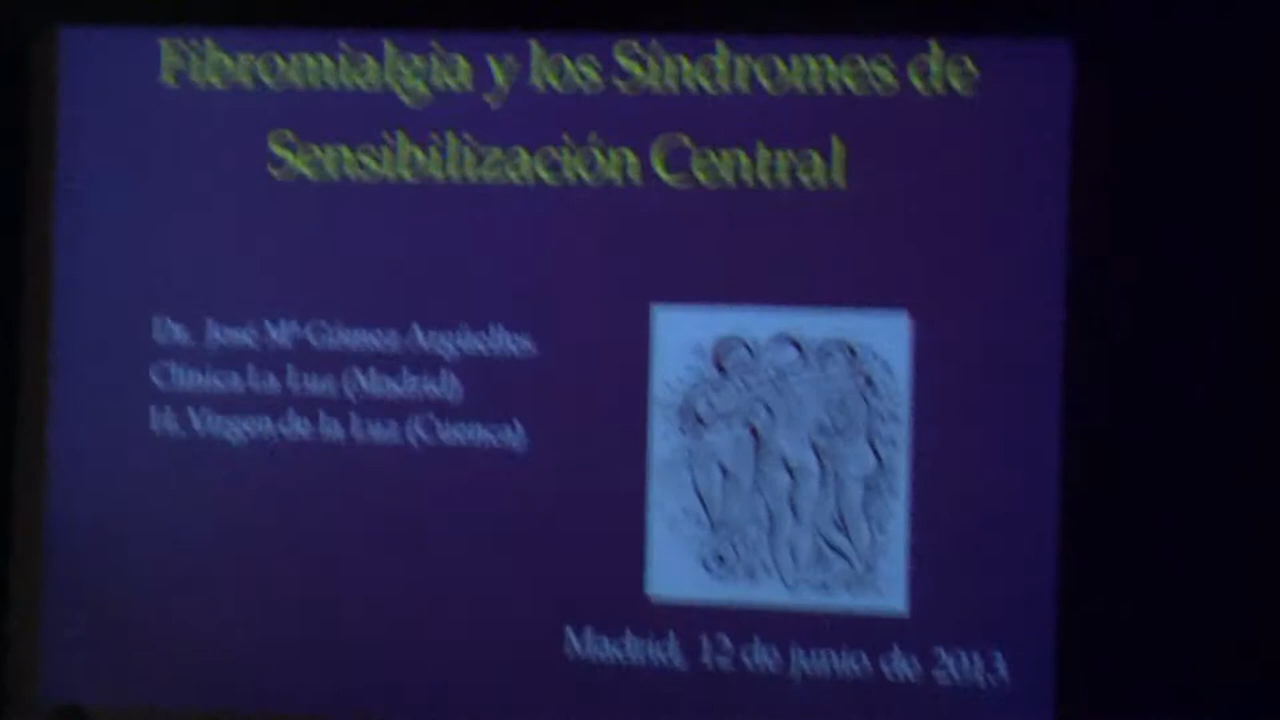 Fibromialgia y los Síndromes de
Sensibilización Central
Dr. José Mª Gómez Argüelles
Clínica La Luz (Madrid)
H. Virgen de la Luz (Cuenca)
Madrid, 12 de junio de 2013